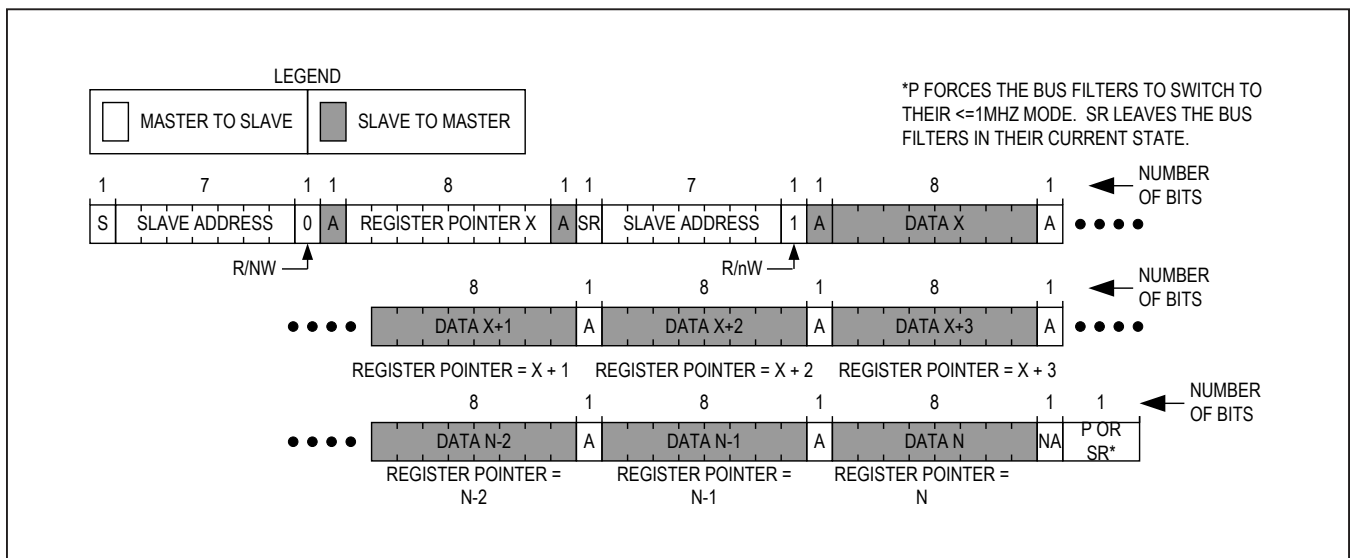 LEGEND
MASTER TO SLAVE
SLAVE TO MASTER
*P FORCES THE BUS FILTERS TO SWITCH TO
THEIR <=1MHZ MODE. SR LEAVES THE BUS
FILTERS IN THEIR CURRENT STATE.
1 7 1 1 8 1 1 7 1 1 8 1
NUMBER
OF BITS
S SLAVE ADDRESS 0 A REGISTER POINTER X A SR SLAVE ADDRESS 1 A DATA X A
R/NW R/nW
8 1 8 1 8 1
NUMBER
OF BITS
DATA X+1 A DATA X+2 A DATA X+3 A
REGISTER POINTER = X + 1 REGISTER POINTER = X + 2 REGISTER POINTER = X + 3
8 1 8 1 8 1 1
NUMBER
OF BITS
DATA N-2 A DATA N-1 A DATA N NA P OR
SR*
REGISTER POINTER = REGISTER POINTER = REGISTER POINTER =
N-2 N-1 N